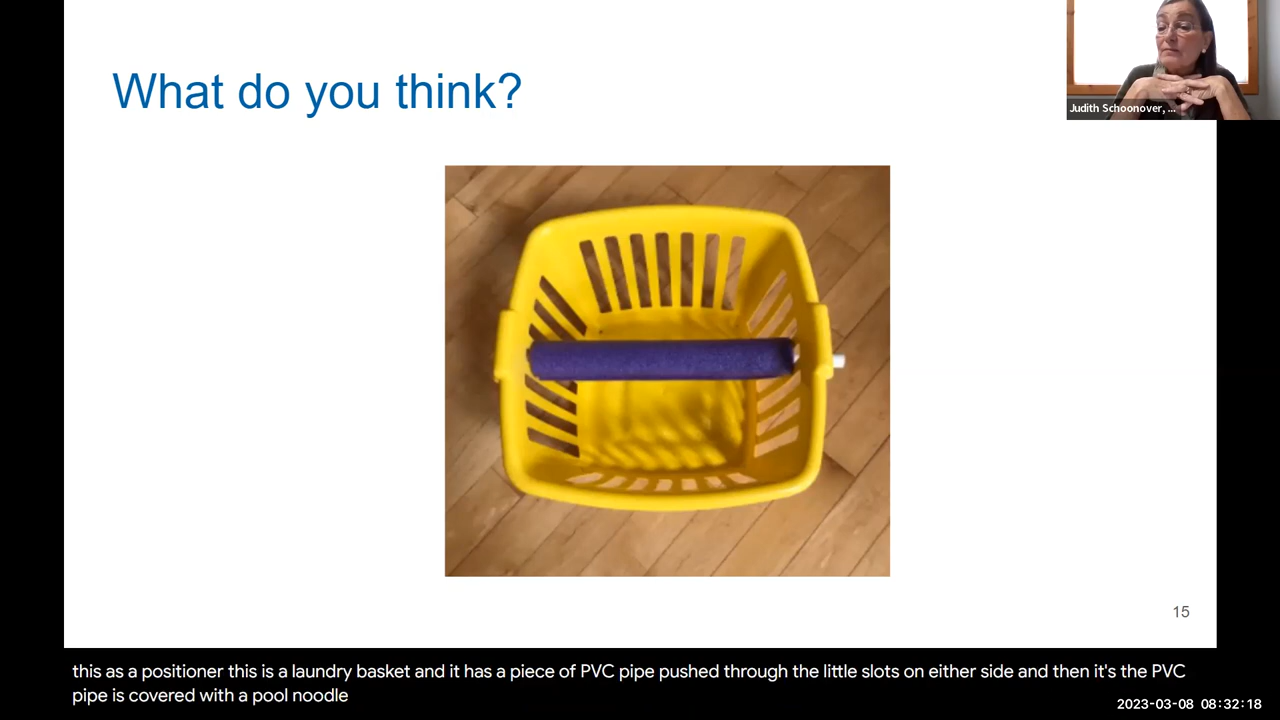 What do you think?
Judith Schoonover, ...
15
this as a positioner this is a laundry basket and it has a piece of PVC pipe pushed through the little slots on either side and then it's the PVC
pipe is covered with a pool noodle
2023-03-08 08:32:18